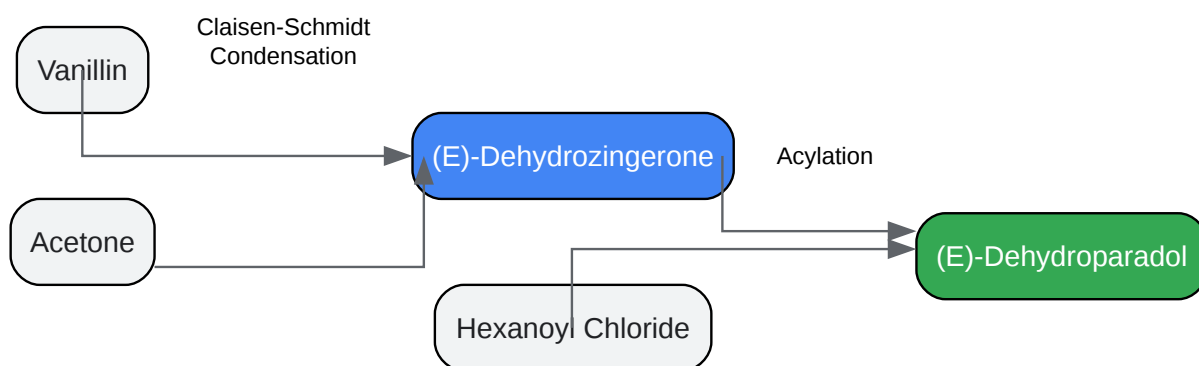 Claisen-Schmidt
Condensation
Vanillin
(E)-Dehydrozingerone
Acylation
Acetone
(E)-Dehydroparadol
Hexanoyl Chloride